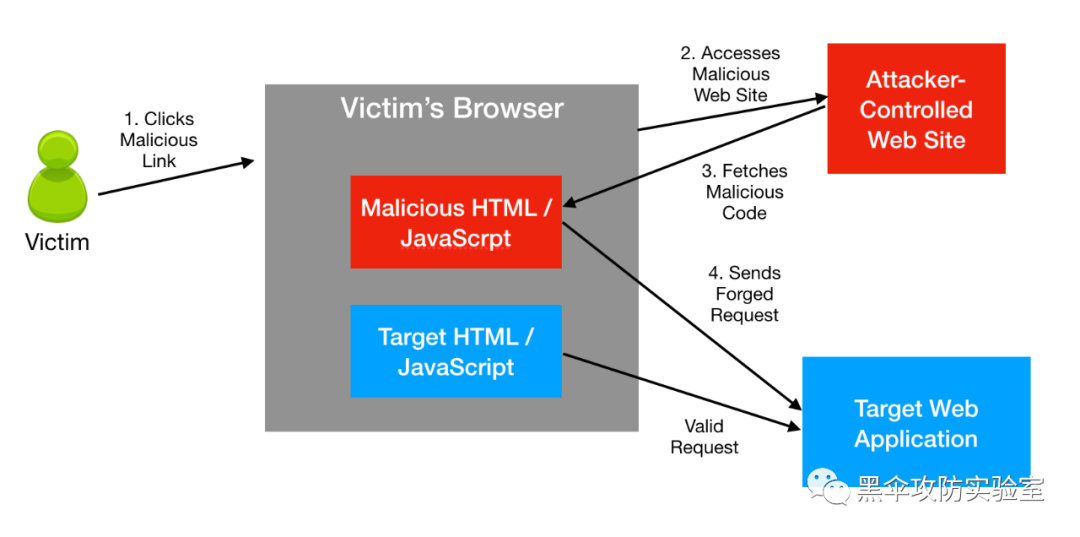 1. Clicks
Malicious
Link
Victim
Victim's Browser
Malicious HTML /
JavaScrpt
Target HTML /
JavaScript
2. Accesses
Malicious
Web Site
Attacker-
Controlled
Web Site
3. Fetches
Malicious
Code
4. Sends
Forged
Request
Valid
Request
Target Web
Application
黑伞攻防实验室